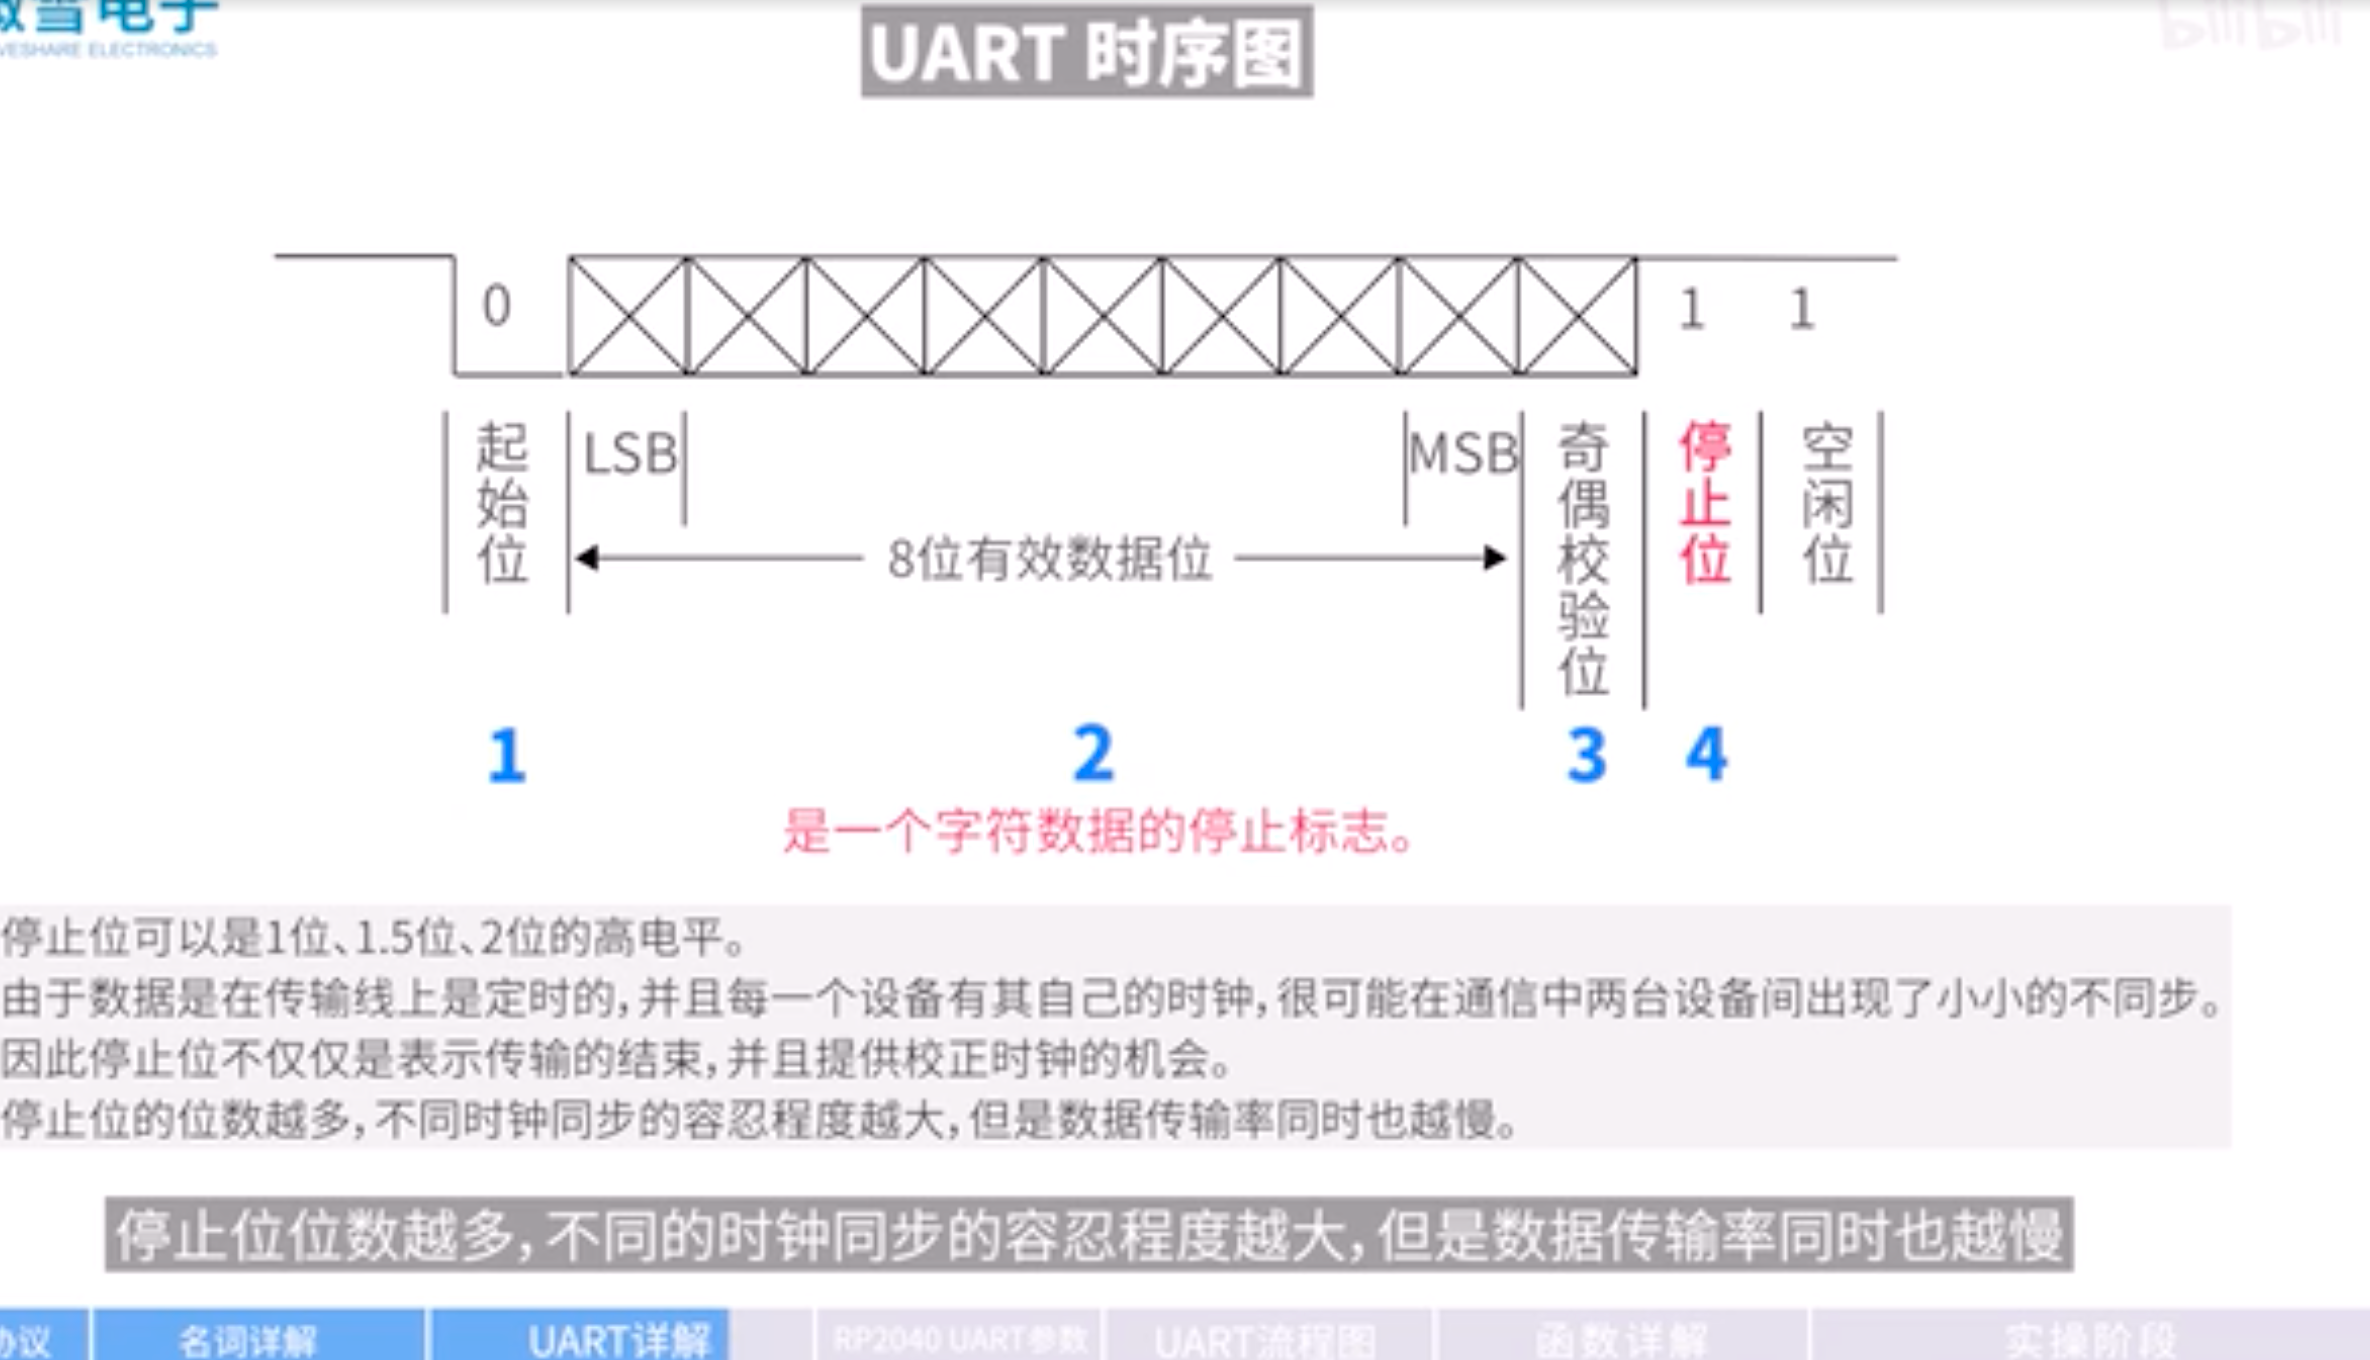 电子
ELECTRONICS
bilibili
UART 时序图
0
1 1
起始位
LSB
MSB
奇偶校验位
停止位
空闲位
8位有效数据位
1 2 3 4
是一个字符数据的停止标志。
停止位可以是1位、1.5位、2位的高电平。
由于数据是在传输线上是定时的,并且每一个设备有其自己的时钟,很可能在通信中两台设备间出现了小小的不同步。
因此停止位不仅仅是表示传输的结束,并且提供校正时钟的机会。
停止位的位数越多,不同时钟同步的容忍程度越大,但是数据传输率同时也越慢。
停止位位数越多,不同的时钟同步的容忍程度越大,但是数据传输率同时也越慢
协议 名词详解 UART详解 RP2040 UART参数 UART流程图 函数详解 实操阶段